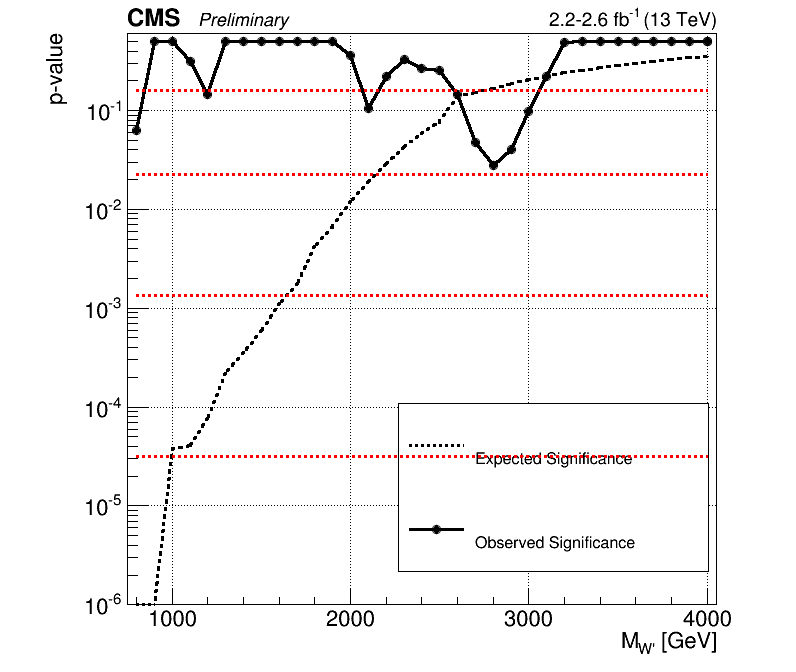 CMS Preliminary 2.2-2.6 fb⁻¹ (13 TeV)
p-value
10⁻¹
10⁻²
10⁻³
10⁻⁴
10⁻⁵
10⁻⁶
Expected Significance
Observed Significance
1000 2000 3000 4000
M_W' [GeV]